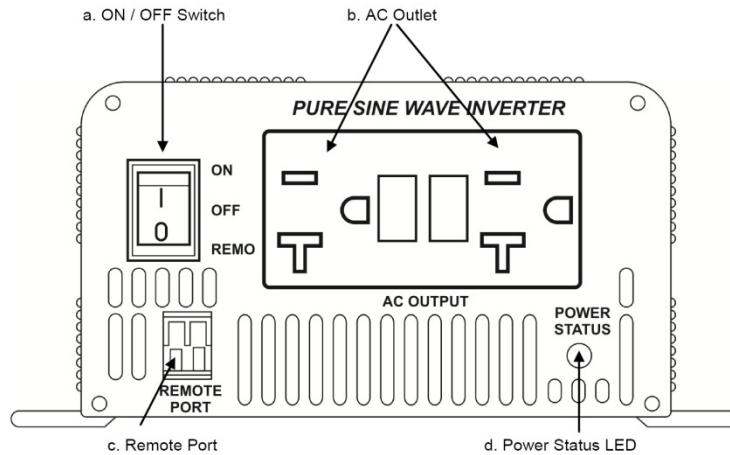 a. ON / OFF Switch
b. AC Outlet
PURE SINE WAVE INVERTER
ON
I
OFF
0
REMO
AC OUTPUT
POWER
STATUS
REMOTE
PORT
c. Remote Port
d. Power Status LED